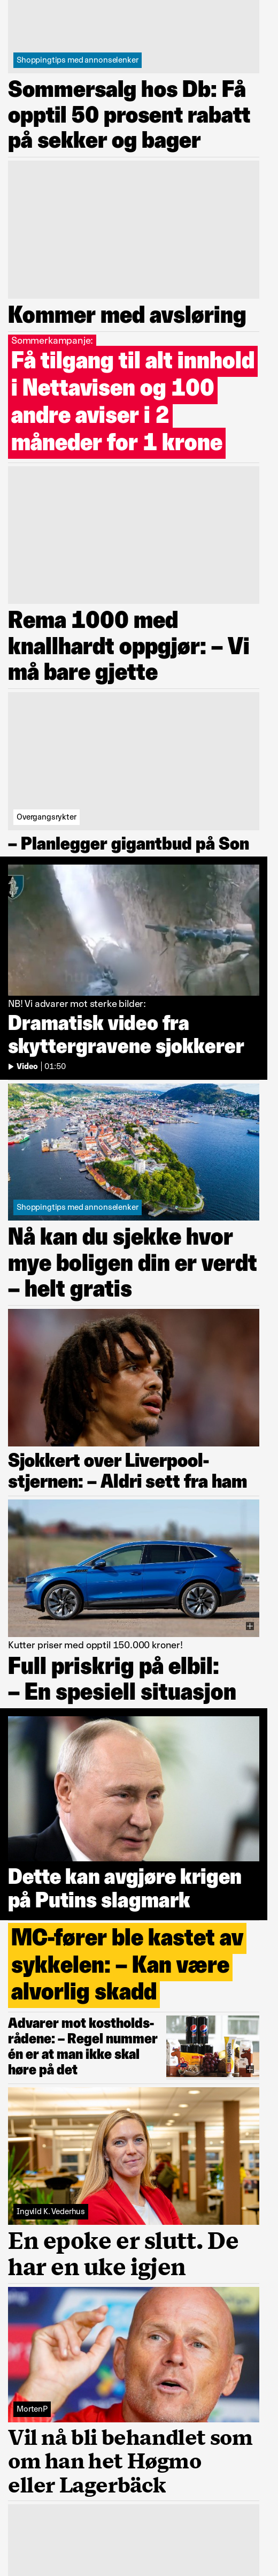 Shoppingtips med annonselenker
Sommersalg hos Db: Få
opptil 50 prosent rabatt
på sekker og bager
Kommer med avsløring
Sommerkampanje:
Få tilgang til alt innhold
i Nettavisen og 100
andre aviser i 2
måneder for 1 krone
Rema 1000 med
knallhardt oppgjør: – Vi
må bare gjette
Overgangsrykter
– Planlegger gigantbud på Son
NB! Vi advarer mot sterke bilder:
Dramatisk video fra
skyttergravene sjokkerer
Video | 01:50
Shoppingtips med annonselenker
Nå kan du sjekke hvor
mye boligen din er verdt
– helt gratis
Sjokkert over Liverpool-
stjernen: – Aldri sett fra ham
Kutter priser med opptil 150.000 kroner!
Full priskrig på elbil:
– En spesiell situasjon
Dette kan avgjøre krigen
på Putins slagmark
MC-fører ble kastet av
sykkelen: – Kan være
alvorlig skadd
Advarer mot kostholds-
rådene: – Regel nummer
én er at man ikke skal
høre på det
Ingvild K. Vederhus
En epoke er slutt. De
har en uke igjen
MortenP
Vil nå bli behandlet som
om han het Høgmo
eller Lagerbäck